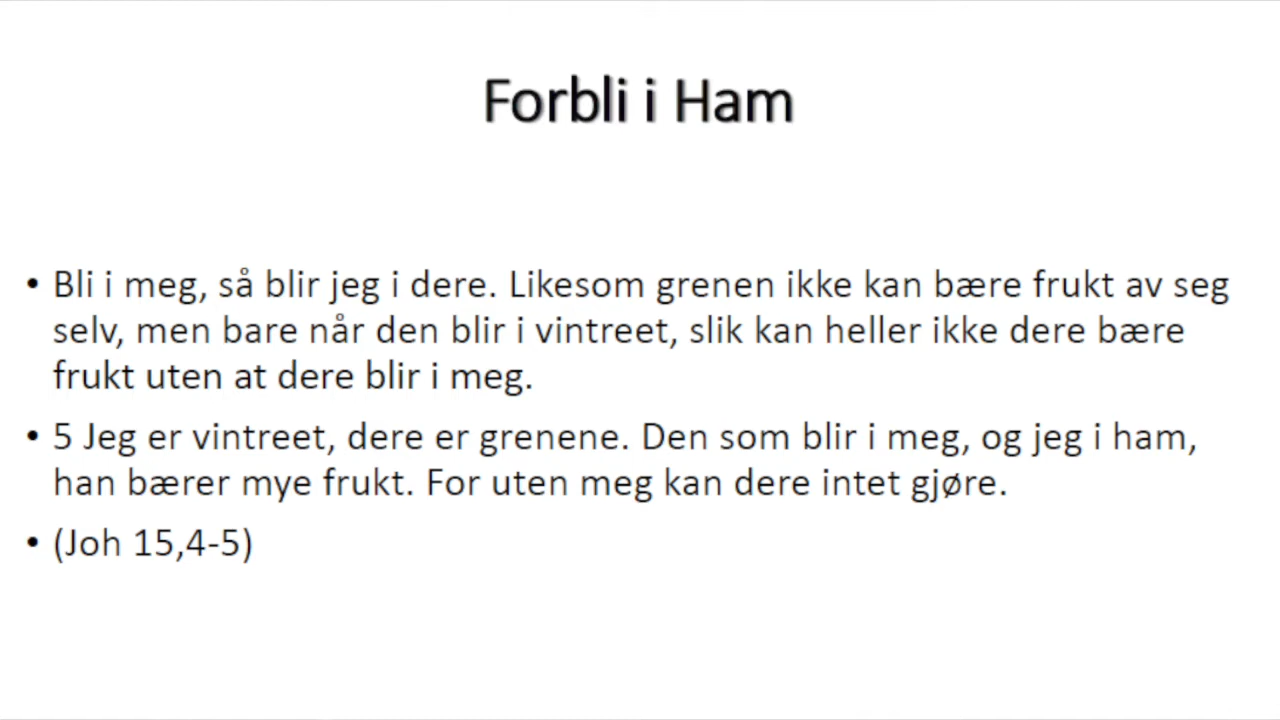 Forbli i Ham
• Bli i meg, så blir jeg i dere. Likesom grenen ikke kan bære frukt av seg
selv, men bare når den blir i vintreet, slik kan heller ikke dere bære
frukt uten at dere blir i meg.
• 5 Jeg er vintreet, dere er grenene. Den som blir i meg, og jeg i ham,
han bærer mye frukt. For uten meg kan dere intet gjøre.
• (Joh 15,4-5)